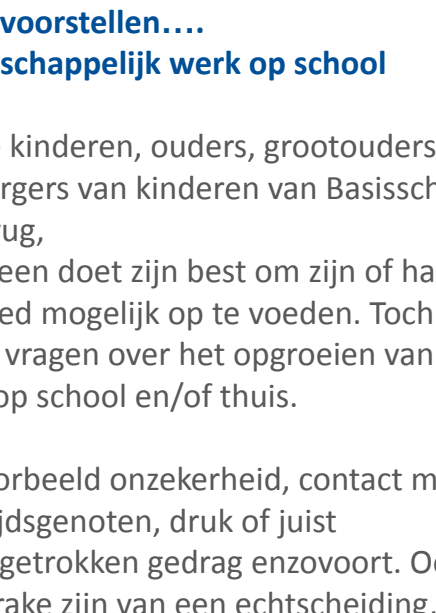 voorstellen....
schappelijk werk op school
kinderen, ouders, grootouders
rgers van kinderen van Basissch
rug,
een doet zijn best om zijn of ha
ed mogelijk op te voeden. Toch
vragen over het opgroeien van
op school en/of thuis.
orbeeld onzekerheid, contact m
jdsgenoten, druk of juist
getrokken gedrag enzovoort. Oo
rake zijn van een echtscheiding,